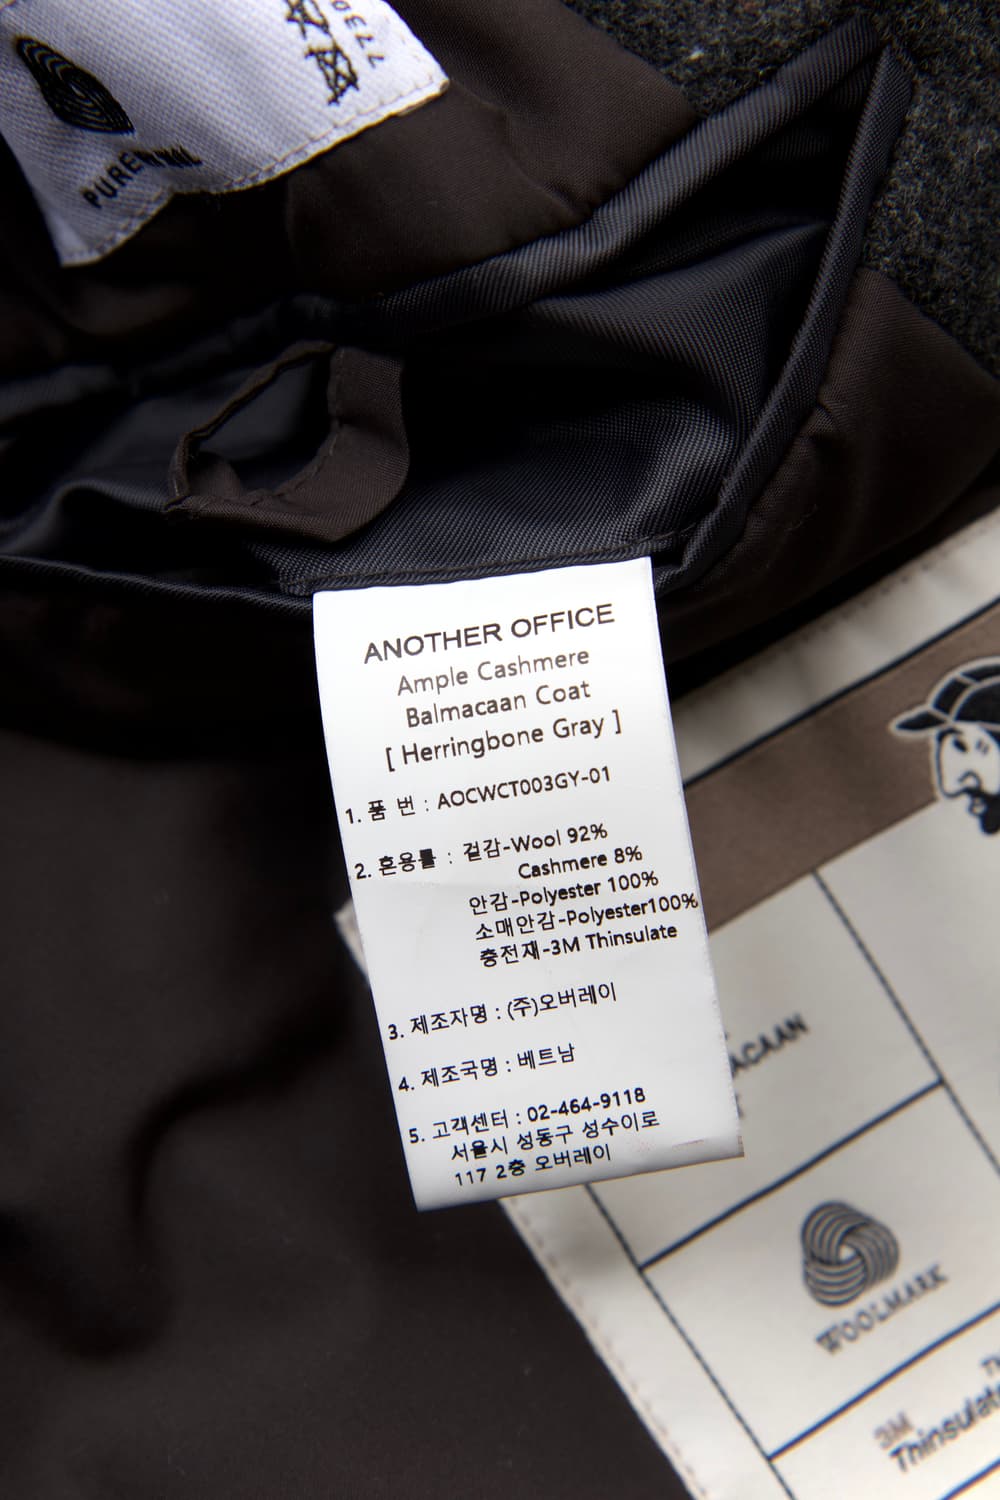 77730
PURE WOOL
ANOTHER OFFICE
Ample Cashmere
Balmacaan Coat
[ Herringbone Gray ]
1. 품 번 : AOCWCT003GY-01
2. 혼용률 : 겉감-Wool 92%
Cashmere 8%
안감-Polyester 100%
소매안감-Polyester100%
충전재-3M Thinsulate
3. 제조자명 : (주)오버레이
4. 제조국명 : 베트남
5. 고객센터 : 02-464-9118
서울시 성동구 성수이로
117 2층 오버레이
ACAAN
WOOLMARK
3M
Thinsulate